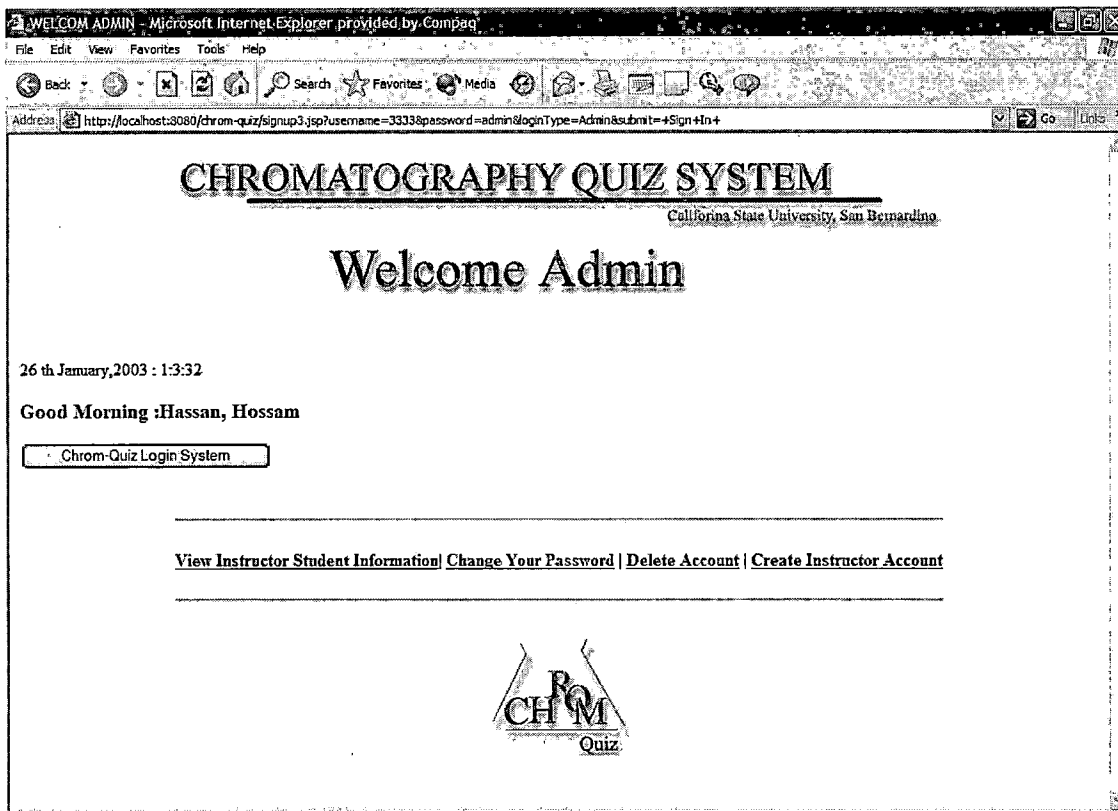 WELCOM ADMIN - Microsoft Internet Explorer provided by Compaq
File Edit View Favorites Tools Help
Back Search Favorites Media
Address http://localhost:8080/chrom-quiz/signup3.jsp?username=3333&password=admin&loginType=Admin&submit=+Sign+In+ Go Links
CHROMATOGRAPHY QUIZ SYSTEM
Califorina State University, San Bernardino
Welcome Admin
26 th January,2003 : 1:3:32
Good Morning :Hassan, Hossam
Chrom-Quiz Login System
View Instructor Student Information| Change Your Password | Delete Account | Create Instructor Account
CHROM
Quiz